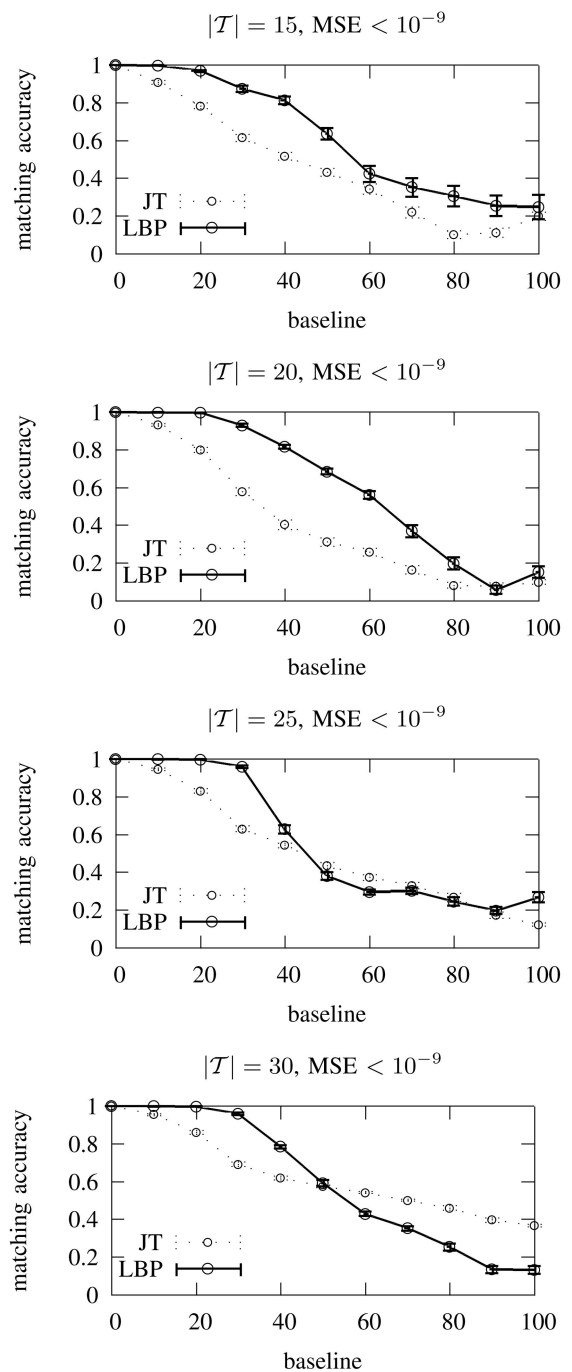 |𝒯| = 15, MSE < 10⁻⁹
1
0.8
0.6
0.4
0.2
0
matching accuracy
JT
LBP
0 20 40 60 80 100
baseline
|𝒯| = 20, MSE < 10⁻⁹
1
0.8
0.6
0.4
0.2
0
matching accuracy
JT
LBP
0 20 40 60 80 100
baseline
|𝒯| = 25, MSE < 10⁻⁹
1
0.8
0.6
0.4
0.2
0
matching accuracy
JT
LBP
0 20 40 60 80 100
baseline
|𝒯| = 30, MSE < 10⁻⁹
1
0.8
0.6
0.4
0.2
0
matching accuracy
JT
LBP
0 20 40 60 80 100
baseline